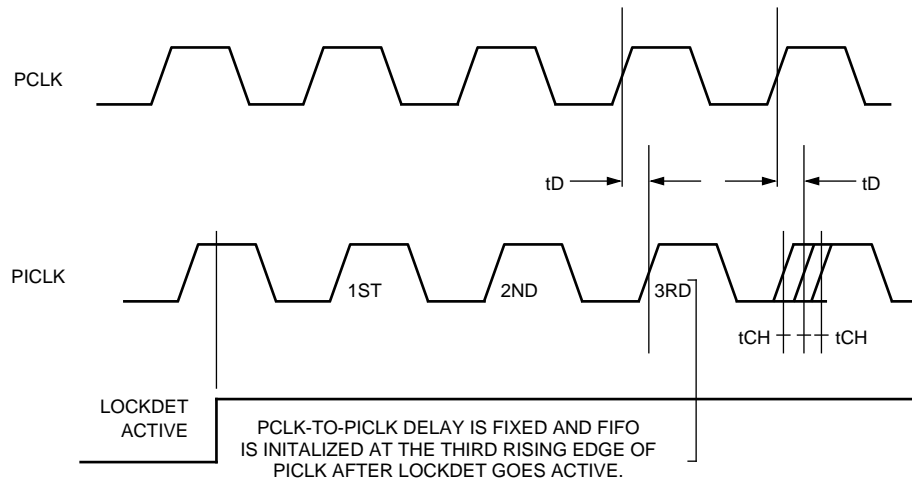 PCLK
tD
tD
PICLK
1ST
2ND
3RD
tCH
tCH
LOCKDET
ACTIVE
PCLK-TO-PICLK DELAY IS FIXED AND FIFO
IS INITALIZED AT THE THIRD RISING EDGE OF
PICLK AFTER LOCKDET GOES ACTIVE.